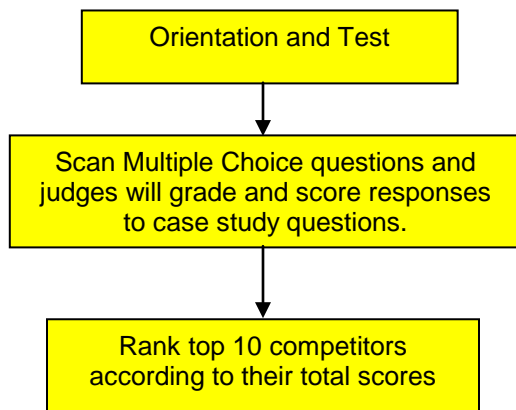 Orientation and Test
Scan Multiple Choice questions and
judges will grade and score responses
to case study questions.
Rank top 10 competitors
according to their total scores